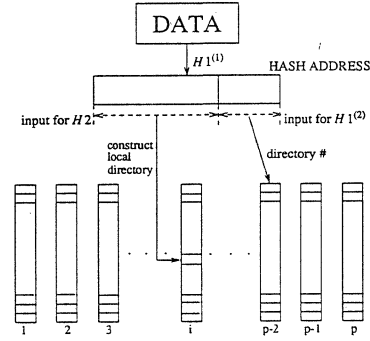 DATA
H1(1)
HASH ADDRESS
input for H2
input for H1(2)
construct
local
directory
directory #
1 2 3 i p-2 p-1 p